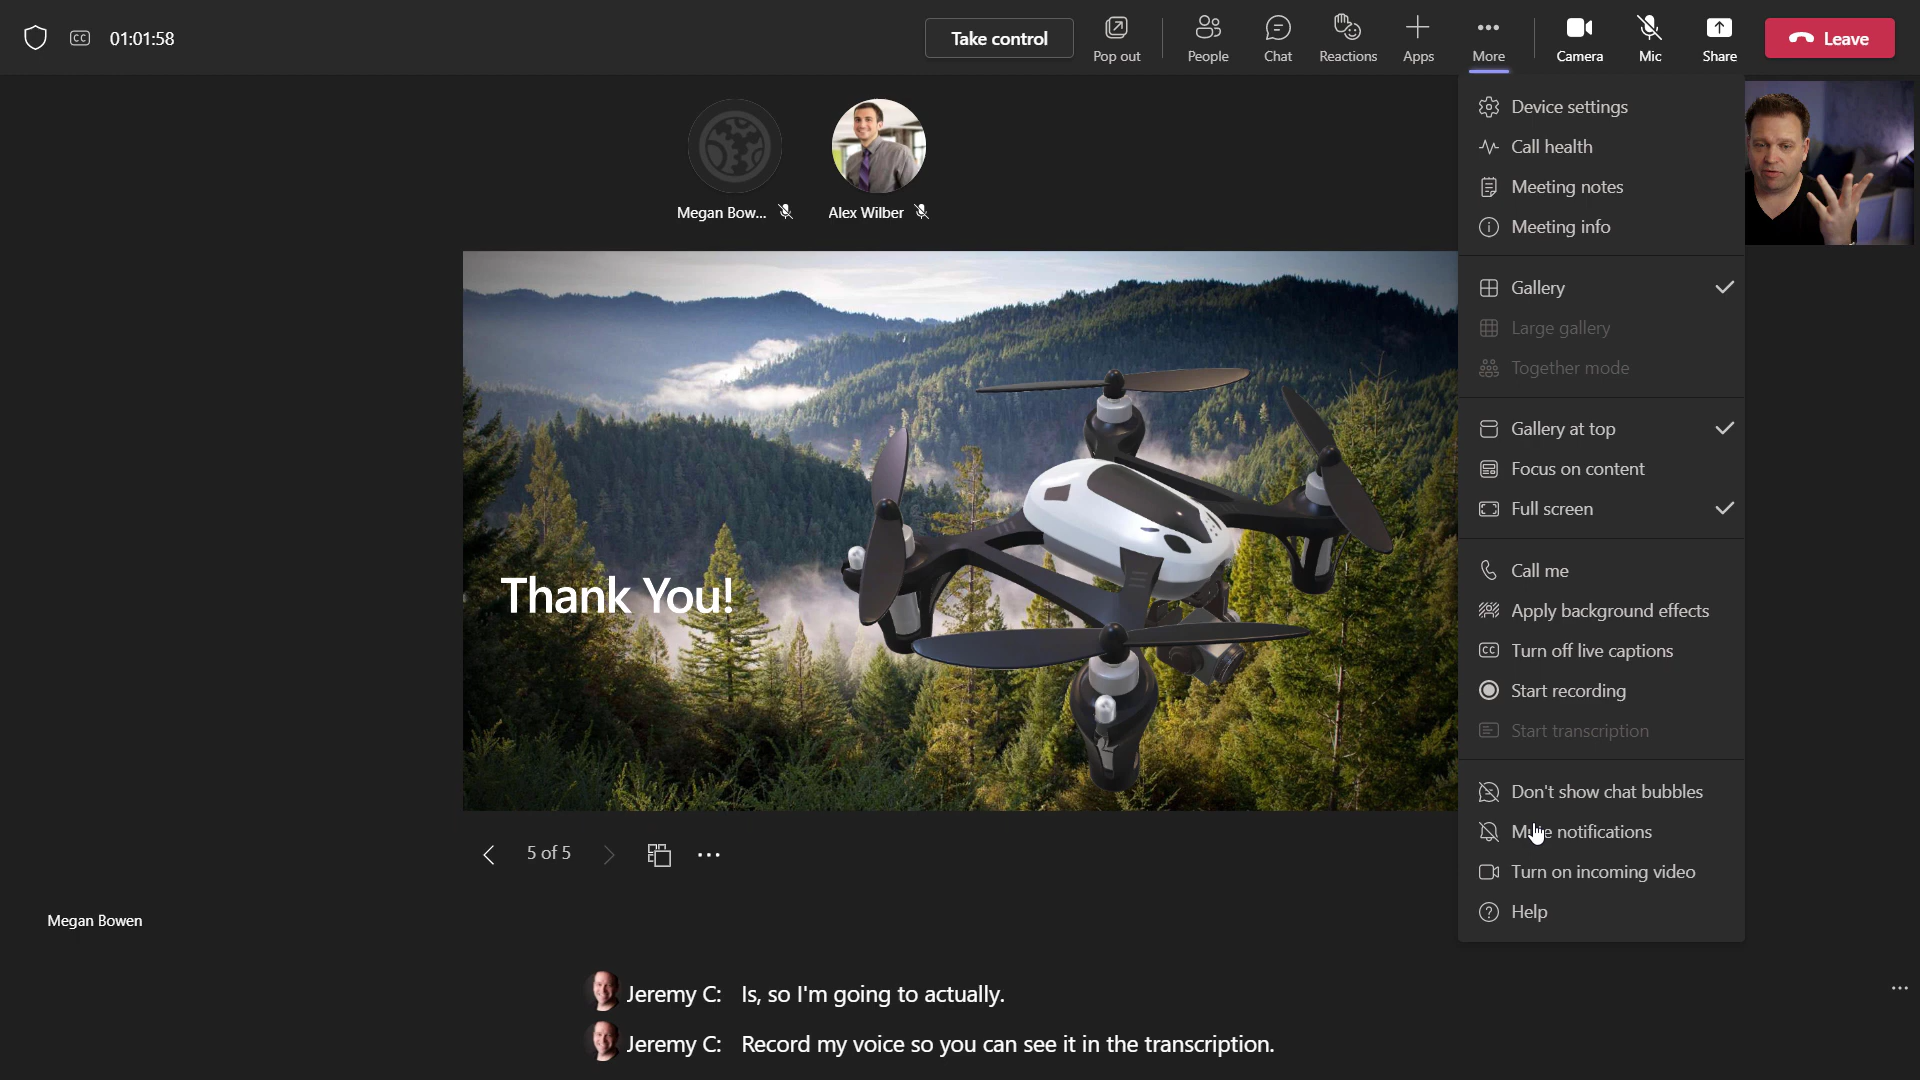 CC 01:01:58
Take control
Pop out
People
Chat
Reactions
Apps
More
Camera
Mic
Share
Leave
Megan Bow...
Alex Wilber
Device settings
Call health
Meeting notes
Meeting info
Gallery
Large gallery
Together mode
Gallery at top
Focus on content
Full screen
Call me
Apply background effects
CC Turn off live captions
Start recording
Start transcription
Don't show chat bubbles
Mute notifications
Turn on incoming video
Help
Thank You!
5 of 5
Megan Bowen
Jeremy C: Is, so I'm going to actually.
Jeremy C: Record my voice so you can see it in the transcription.